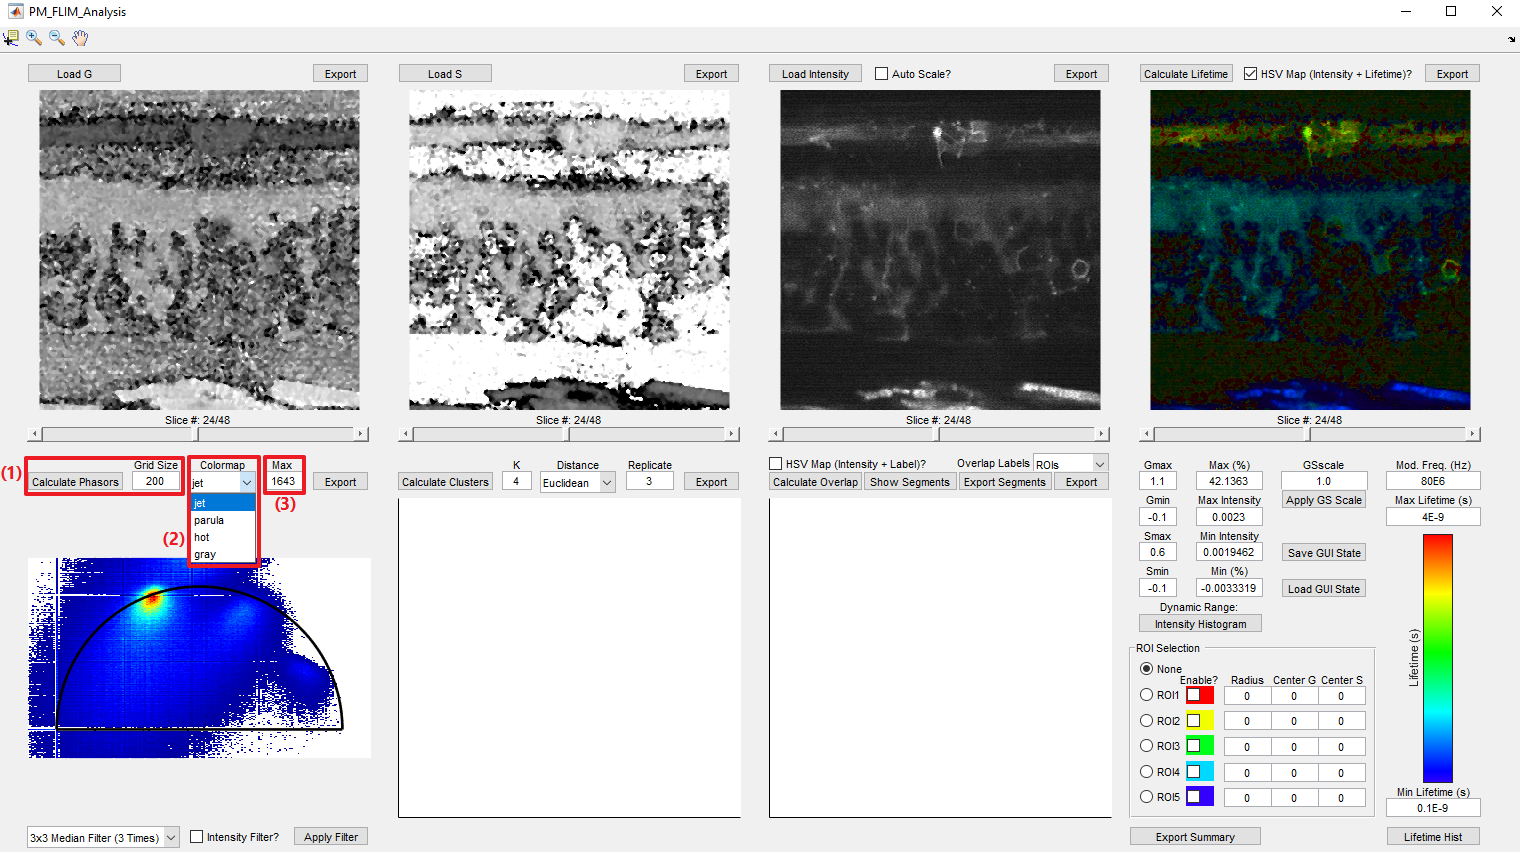 PM_FLIM_Analysis
Load G
Export
Load S
Export
Load Intensity
Auto Scale?
Export
Calculate Lifetime
HSV Map (Intensity + Lifetime)?
Export
Slice #: 24/48
Slice #: 24/48
Slice #: 24/48
Slice #: 24/48
(1)
Calculate Phasors
Grid Size
200
Colormap
jet
jet
parula
hot
gray
(2)
Max
1643
(3)
Export
Calculate Clusters
K
4
Distance
Euclidean
Replicate
3
Export
HSV Map (Intensity + Label)?
Overlap Labels
ROIs
Calculate Overlap
Show Segments
Export Segments
Export
Gmax
1.1
Max (%)
42.1363
GSscale
1.0
Mod. Freq. (Hz)
80E6
Gmin
-0.1
Max Intensity
0.0023
Apply GS Scale
Max Lifetime (s)
4E-9
Smax
0.6
Min Intensity
0.0019462
Save GUI State
Smin
-0.1
Min (%)
-0.0033319
Load GUI State
Dynamic Range:
Intensity Histogram
ROI Selection
None
Enable?
Radius
Center G
Center S
ROI1
0
0
0
ROI2
0
0
0
ROI3
0
0
0
ROI4
0
0
0
ROI5
0
0
0
Lifetime (s)
Min Lifetime (s)
0.1E-9
3x3 Median Filter (3 Times)
Intensity Filter?
Apply Filter
Export Summary
Lifetime Hist